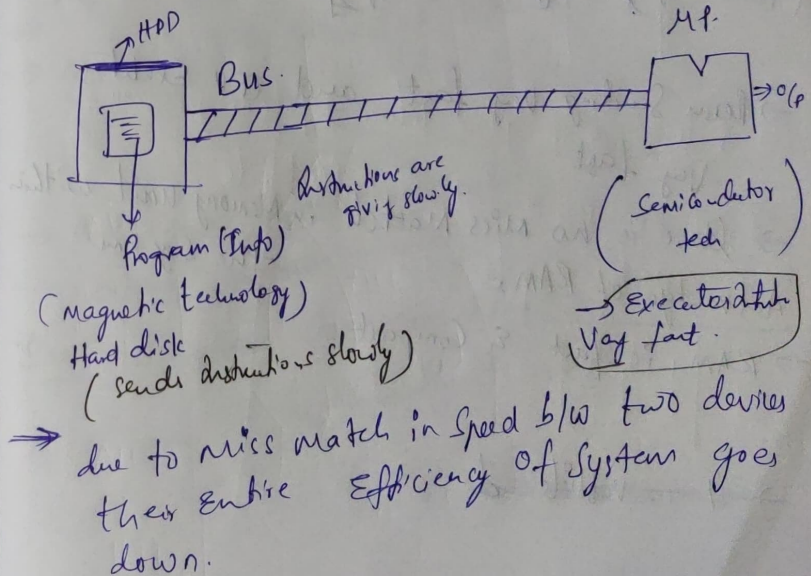 HDD
MP.
Bus.
→ O/p
Instructions are
giving slowly.
Program (Info)
(Magnetic technology)
Hard disk
(sends instructions slowly)
(Semiconductor
tech)
→ Executes
Very fast.
→ due to Miss Match in Speed b/w two devices
their Entire Efficiency Of System goes
down.